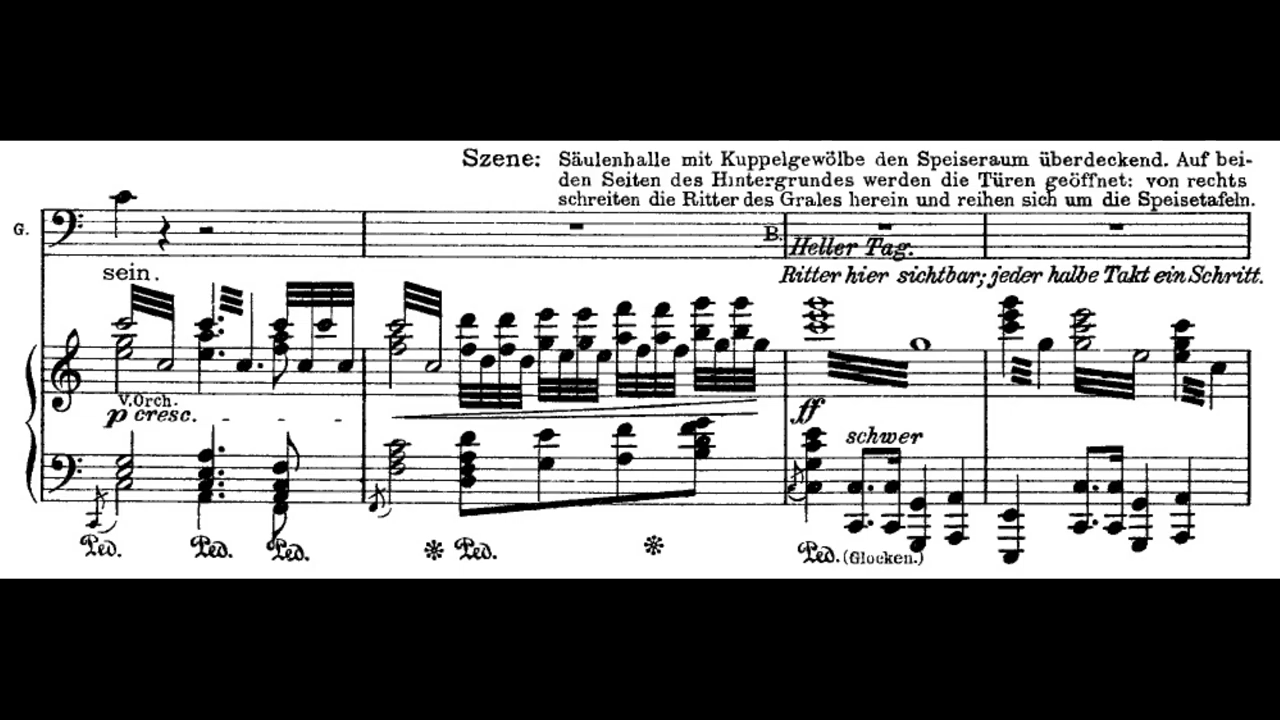 Szene: Säulenhalle mit Kuppelgewölbe den Speiseraum überdeckend. Auf bei-
den Seiten des Hintergrundes werden die Türen geöffnet: von rechts
schreiten die Ritter des Grales herein und reihen sich um die Speisetafeln.
G.
B.
Heller Tag.
sein.
Ritter hier sichtbar; jeder halbe Takt ein Schritt.
V.Orch.
p cresc.
ff
schwer
Ped. Ped. Ped. Ped. Ped. (Glocken.)